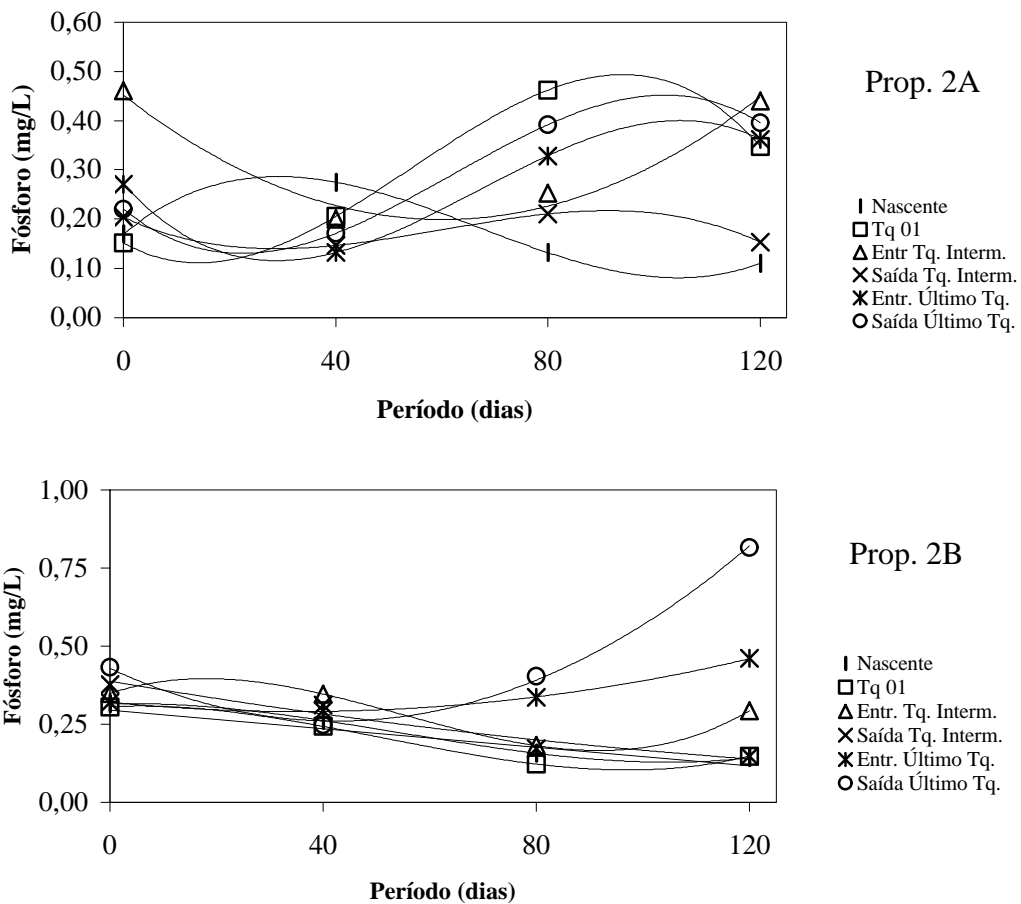 0,60
0,50
0,40
0,30
0,20
0,10
0,00
Fósforo (mg/L)
0 40 80 120
Período (dias)
Prop. 2A
Nascente
Tq 01
Entr Tq. Interm.
Saída Tq. Interm.
Entr. Último Tq.
Saída Último Tq.
1,00
0,75
0,50
0,25
0,00
Fósforo (mg/L)
0 40 80 120
Período (dias)
Prop. 2B
Nascente
Tq 01
Entr. Tq. Interm.
Saída Tq. Interm.
Entr. Último Tq.
Saída Último Tq.